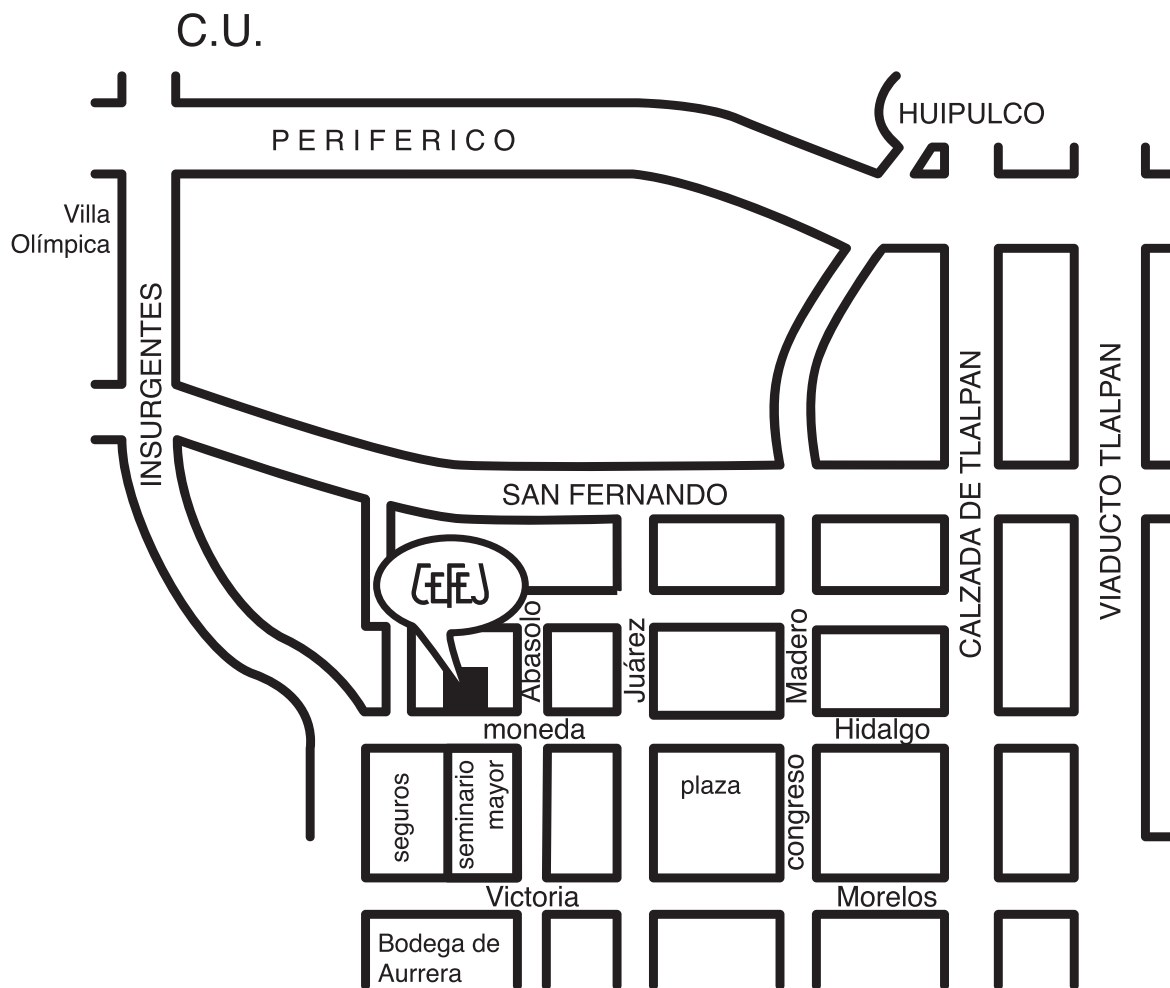 C.U.
HUIPULCO
PERIFERICO
Villa
Olímpica
INSURGENTES
CALZADA DE TLALPAN
VIADUCTO TLALPAN
SAN FERNANDO
CEFEJ
Abasolo
Juárez
Madero
moneda
Hidalgo
seguros
seminario
mayor
plaza
congreso
Victoria
Morelos
Bodega de
Aurrera